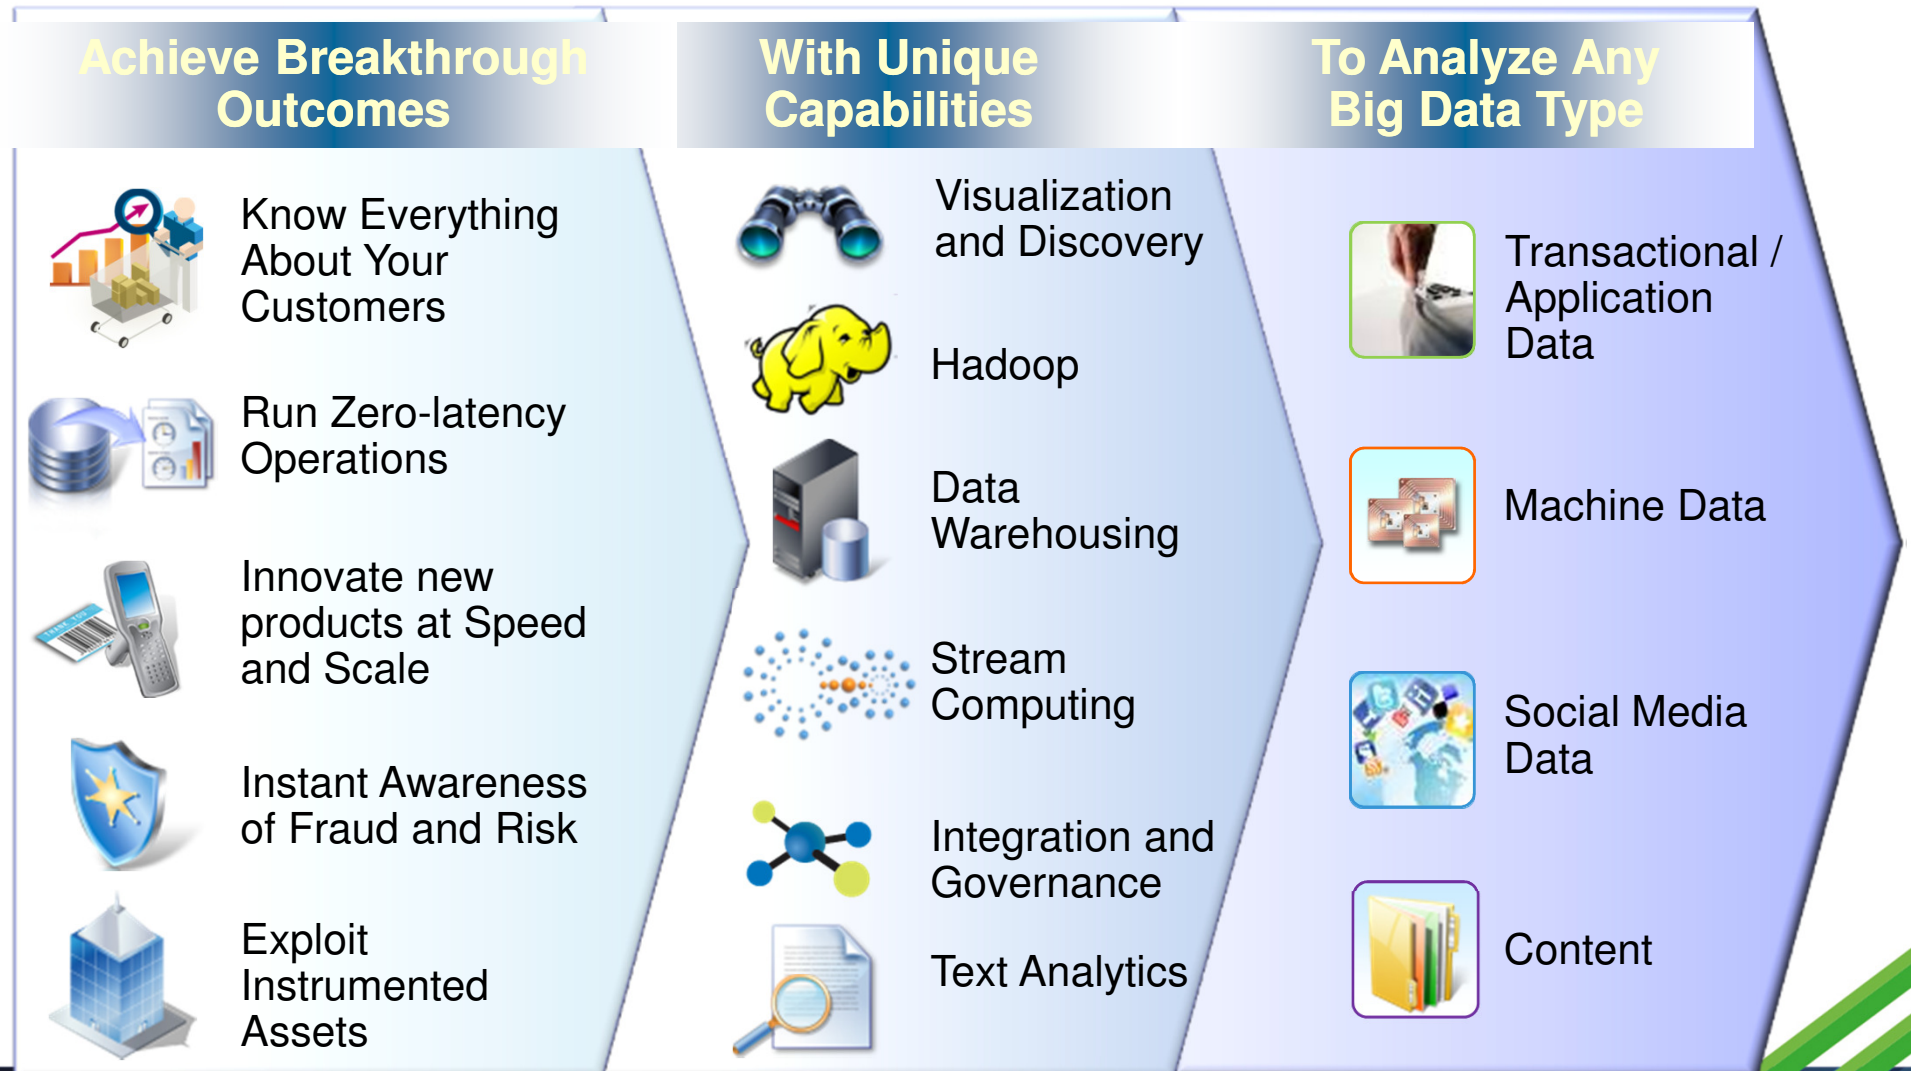 Achieve Breakthrough
Outcomes
Know Everything
About Your
Customers
Run Zero-latency
Operations
Innovate new
products at Speed
and Scale
Instant Awareness
of Fraud and Risk
Exploit
Instrumented
Assets
With Unique
Capabilities
Visualization
and Discovery
Hadoop
Data
Warehousing
Stream
Computing
Integration and
Governance
Text Analytics
To Analyze Any
Big Data Type
Transactional /
Application
Data
Machine Data
Social Media
Data
Content
THANK YOU